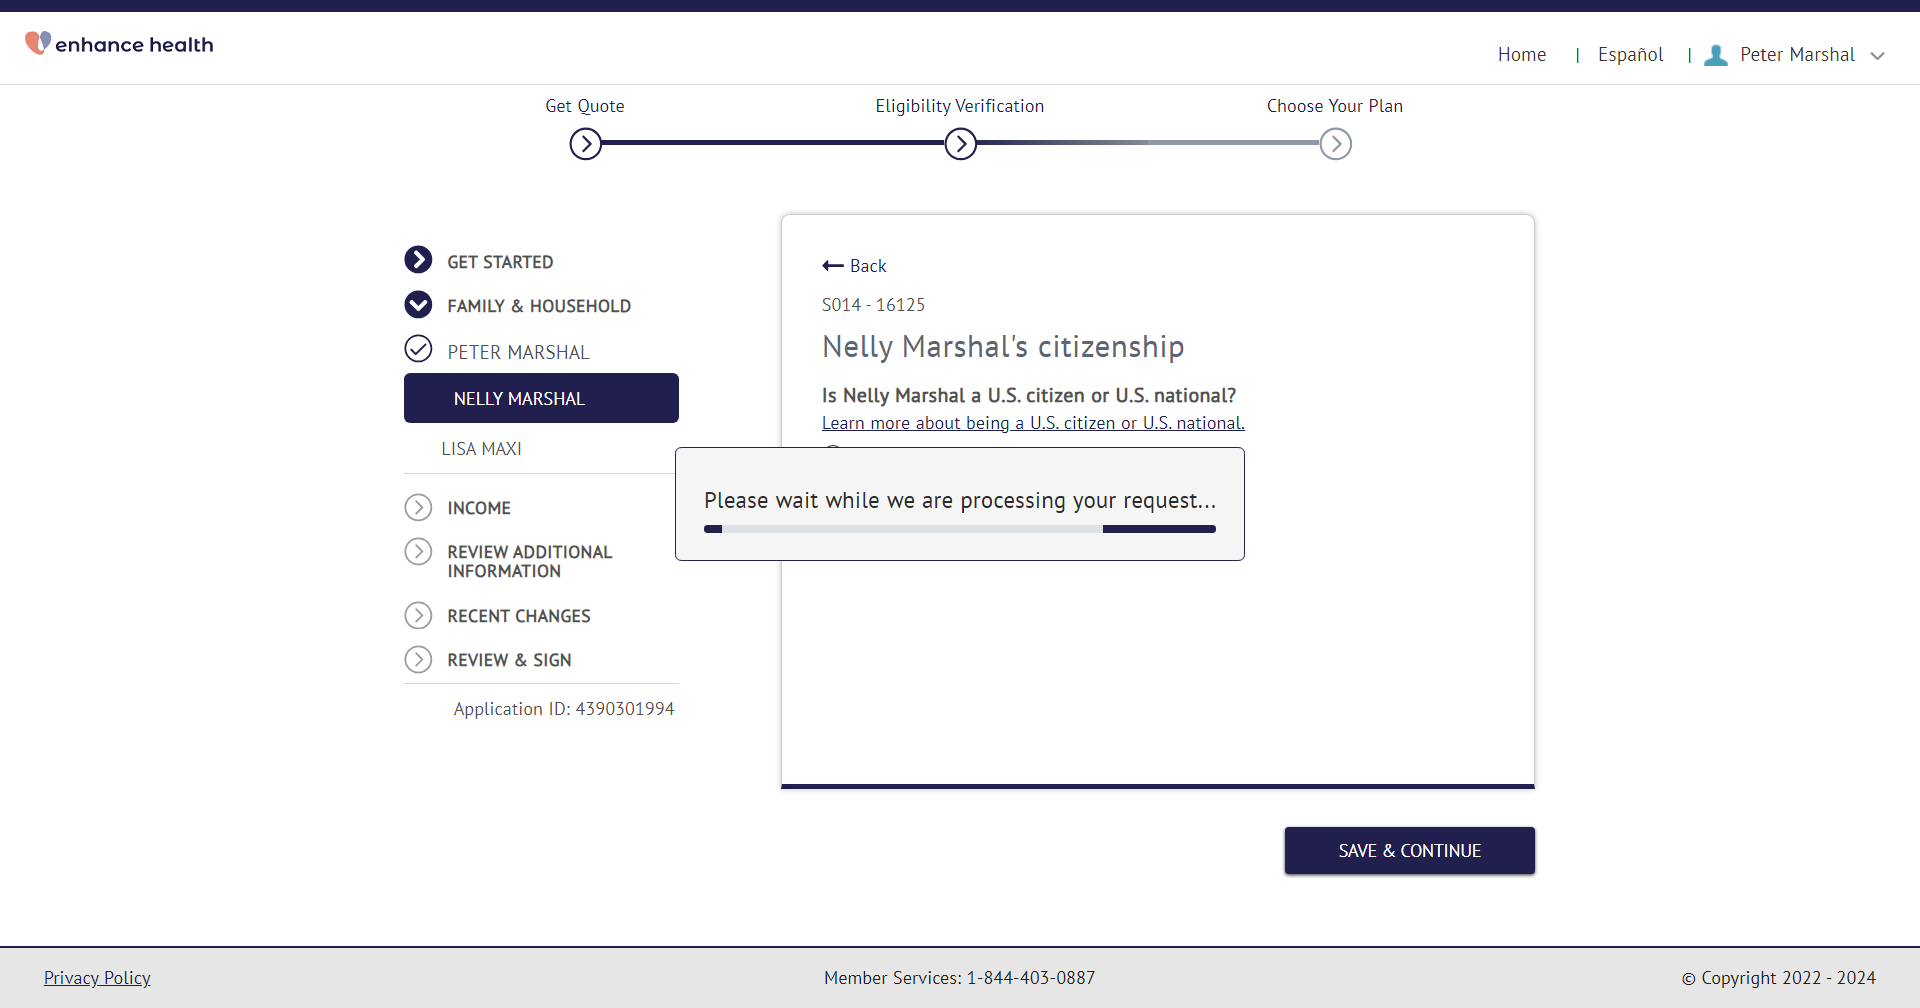 enhance health
Home | Español | Peter Marshal
Get Quote
Eligibility Verification
Choose Your Plan
GET STARTED
FAMILY & HOUSEHOLD
PETER MARSHAL
NELLY MARSHAL
LISA MAXI
INCOME
REVIEW ADDITIONAL
INFORMATION
RECENT CHANGES
REVIEW & SIGN
Application ID: 4390301994
Back
S014 - 16125
Nelly Marshal's citizenship
Is Nelly Marshal a U.S. citizen or U.S. national?
Learn more about being a U.S. citizen or U.S. national.
Please wait while we are processing your request...
SAVE & CONTINUE
Privacy Policy
Member Services: 1-844-403-0887
© Copyright 2022 - 2024